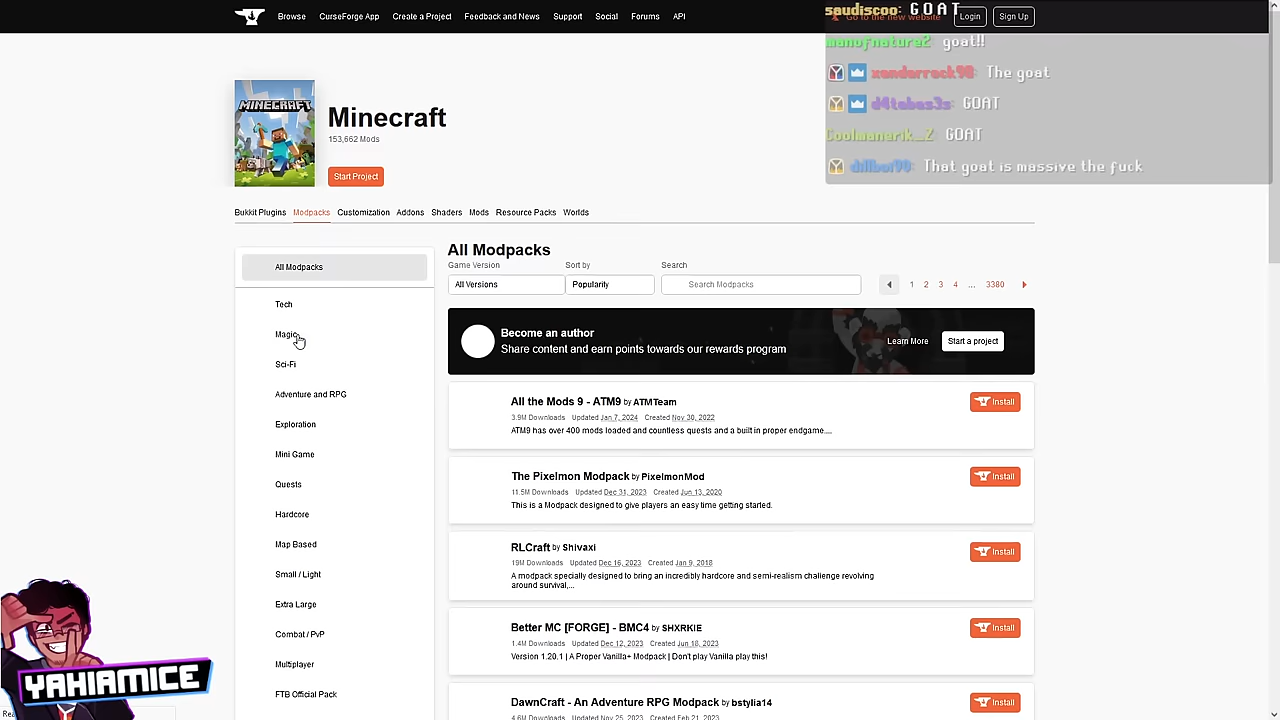 Browse CurseForge App Create a Project Feedback and News Support Social Forums API
Go to the new website Login Sign Up
saudiscoo: GOAT
manofnature2 goat!!
xendarrock98: The goat
d4tabas3s: GOAT
Coolmanerik_Z GOAT
That goat is massive the fuck
MINECRAFT
Minecraft
153,662 Mods
Start Project
Bukkit Plugins Modpacks Customization Addons Shaders Mods Resource Packs Worlds
All Modpacks
Tech
Magic
Sci-Fi
Adventure and RPG
Exploration
Mini Game
Quests
Hardcore
Map Based
Small / Light
Extra Large
Combat / PvP
Multiplayer
FTB Official Pack
All Modpacks
Game Version Sort by Search
All Versions Popularity Search Modpacks 1 2 3 4 ... 3380
Become an author
Share content and earn points towards our rewards program
Learn More Start a project
All the Mods 9 - ATM9 by ATMTeam
3.9M Downloads Updated Jan 7, 2024 Created Nov 30, 2022
ATM9 has over 400 mods loaded and countless quests and a built in proper endgame....
Install
The Pixelmon Modpack by PixelmonMod
11.5M Downloads Updated Dec 31, 2023 Created Jun 13, 2020
This is a Modpack designed to give players an easy time getting started.
Install
RLCraft by Shivaxi
19M Downloads Updated Dec 16, 2023 Created Jan 9, 2018
A modpack specially designed to bring an incredibly hardcore and semi-realism challenge revolving
around survival,...
Install
Better MC [FORGE] - BMC4 by SHXRKIE
1.4M Downloads Updated Dec 12, 2023 Created Jun 18, 2023
Version 1.20.1 | A Proper Vanilla+ Modpack | Don't play Vanilla play this!
Install
DawnCraft - An Adventure RPG Modpack by bstylia14
4.6M Downloads Updated Nov 25, 2023 Created Feb 21, 2023
Install
YAHIAMICE